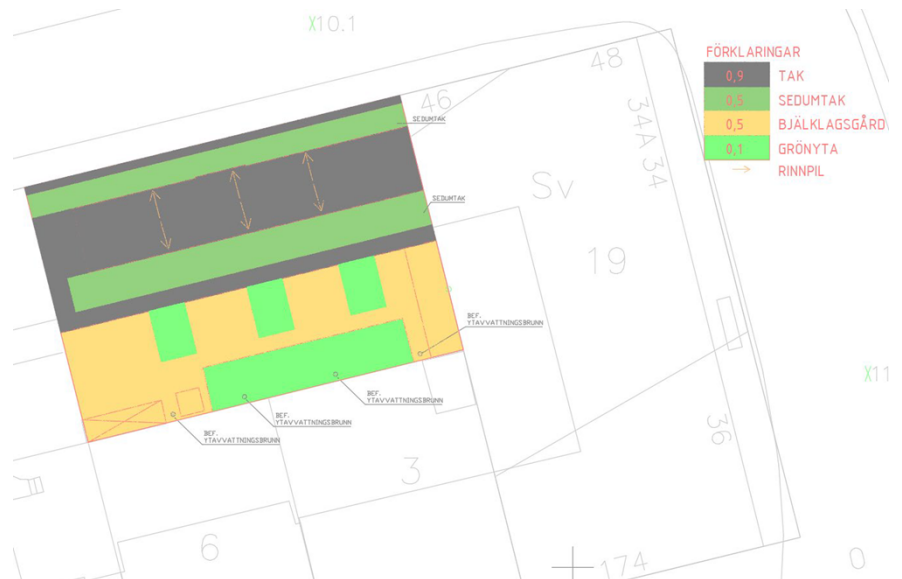 X10.1
48
46
SEDUMTAK
34A 34
FÖRKLARINGAR
0,9 TAK
0,5 SEDUMTAK
0,5 BJÄLKLAGSGÅRD
0,1 GRÖNYTA
RINNPIL
Sv
SEDUMTAK
19
BEF.
YTAVVATTNINGSBRUNN
X11
BEF.
YTAVVATTNINGSBRUNN
BEF.
YTAVVATTNINGSBRUNN
BEF.
YTAVVATTNINGSBRUNN
36
3
6
174
0